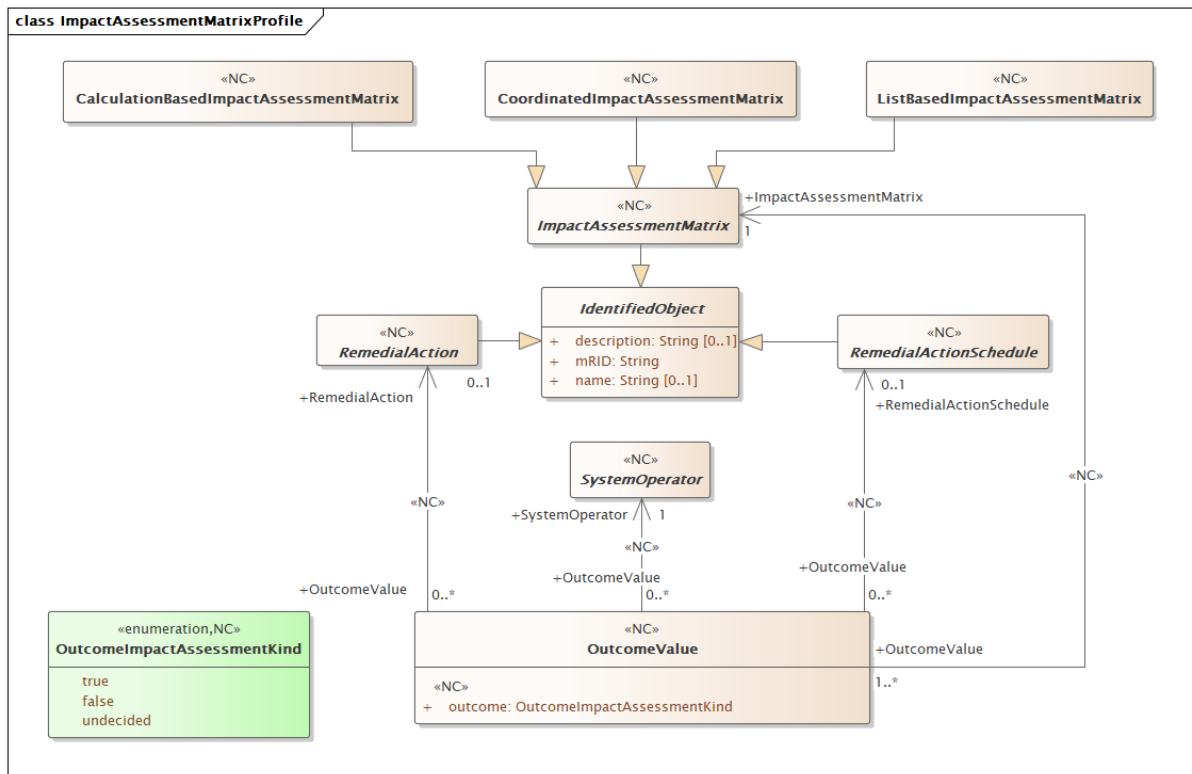 class ImpactAssessmentMatrixProfile
«NC»
CalculationBasedImpactAssessmentMatrix
«NC»
CoordinatedImpactAssessmentMatrix
«NC»
ListBasedImpactAssessmentMatrix
«NC»
ImpactAssessmentMatrix
+ImpactAssessmentMatrix
1
IdentifiedObject
+ description: String [0..1]
+ mRID: String
+ name: String [0..1]
«NC»
RemedialAction
0..1
+RemedialAction
«NC»
RemedialActionSchedule
0..1
+RemedialActionSchedule
«NC»
SystemOperator
+SystemOperator 1
«NC»
«NC»
«NC»
«NC»
+OutcomeValue
0..*
+OutcomeValue
0..*
+OutcomeValue
0..*
«enumeration,NC»
OutcomeImpactAssessmentKind
true
false
undecided
«NC»
OutcomeValue
«NC»
+ outcome: OutcomeImpactAssessmentKind
+OutcomeValue
1..*